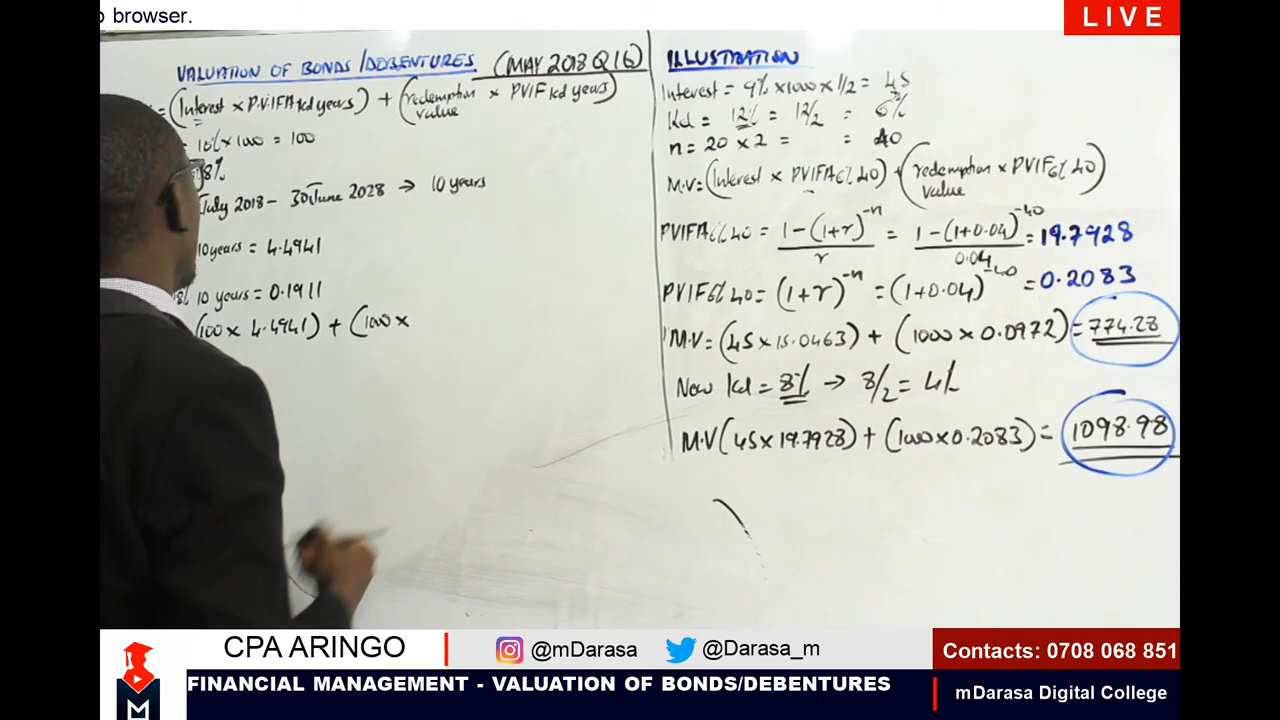 o browser.
LIVE
VALUATION OF BONDS/DEBENTURES (MAY 2018 Q 1b)
= (Interest x PVIFA kd years) + (redemption value x PVIF kd years)
= 10% x 1000 = 100
18%
July 2018 - 30 June 2028 → 10 years
10 years = 4.4941
18% 10 years = 0.1911
(100 x 4.4941) + (1000 x
ILLUSTRATION
Interest = 9% x 1000 x 1/2 = 45
Kd = 12% = 12/2 = 6%
n = 20 x 2 = = 40
M.V = (Interest x PVIFA6% 40) + (redemption value x PVIF6% 40)
PVIFA6% 40 = 1-(1+r)^-n / r = 1-(1+0.04)^-40 / 0.04 = 19.7928
PVIF6% 40 = (1+r)^-n = (1+0.04)^-40 = 0.2083
M.V = (45 x 15.0463) + (1000 x 0.0972) = 774.28
New Kd = 8% → 8/2 = 4%
M.V (45 x 19.7928) + (1000 x 0.2083) = 1098.98
CPA ARINGO
@mDarasa
@Darasa_m
Contacts: 0708 068 851
FINANCIAL MANAGEMENT - VALUATION OF BONDS/DEBENTURES
mDarasa Digital College
M